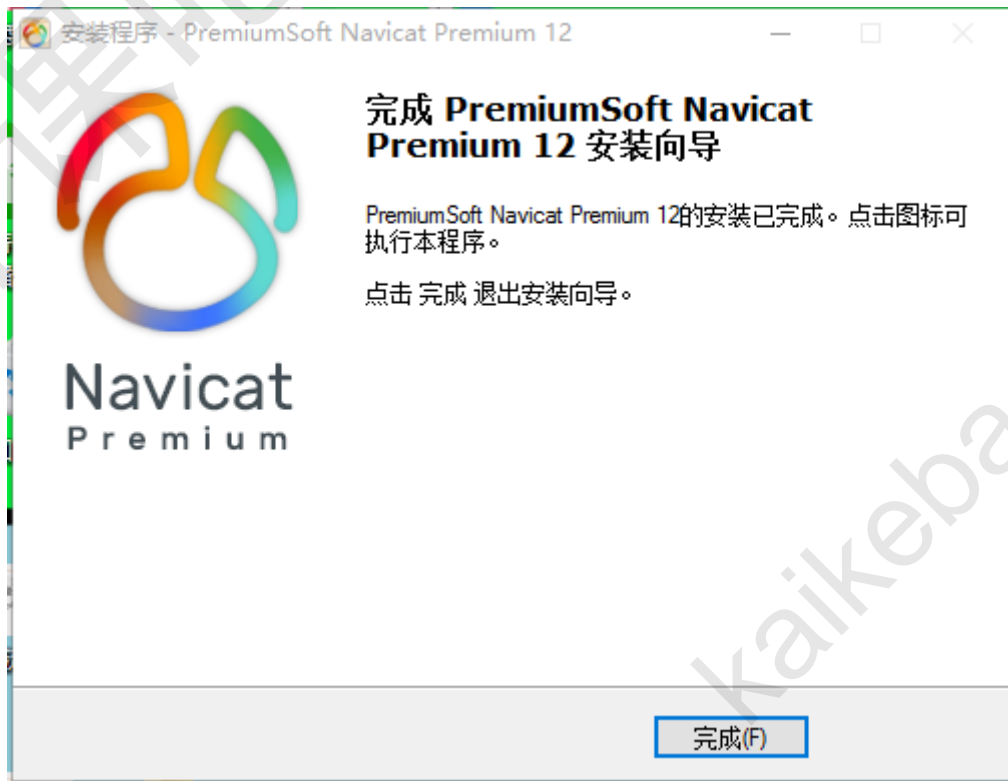 安装程序 - PremiumSoft Navicat Premium 12
完成 PremiumSoft Navicat
Premium 12 安装向导
PremiumSoft Navicat Premium 12的安装已完成。点击图标可
执行本程序。
点击 完成 退出安装向导。
Navicat
Premium
kaikeba
完成(F)